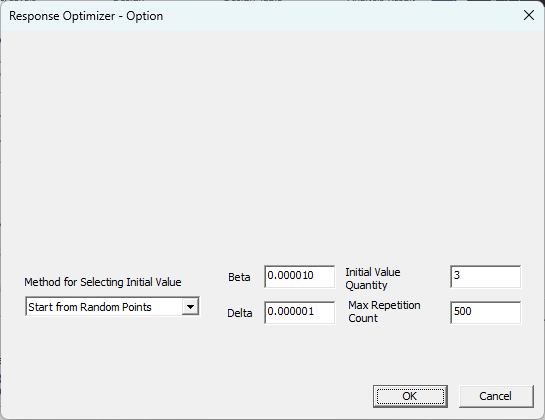 Response Optimizer - Option
Method for Selecting Initial Value
Start from Random Points
Beta
0.000010
Initial Value
Quantity
3
Delta
0.000001
Max Repetition
Count
500
OK
Cancel